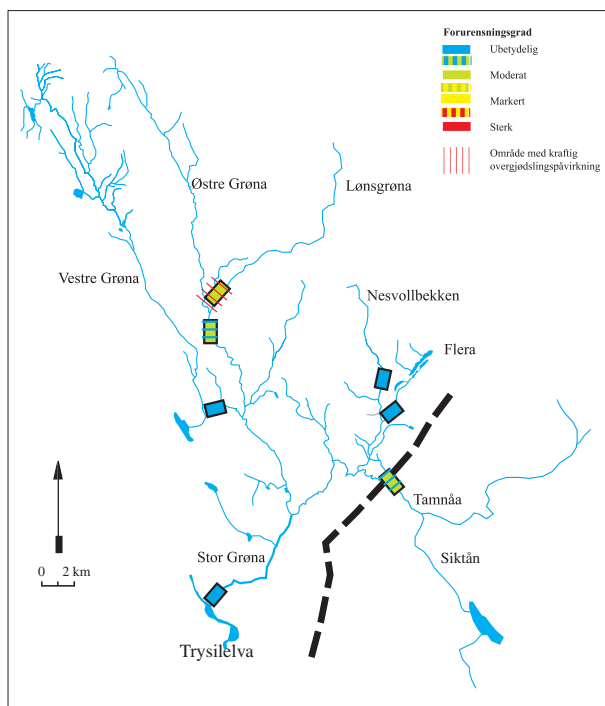 Forurensningsgrad
Ubetydelig
Moderat
Markert
Sterk
Område med kraftig
overgjødslingspåvirkning
Østre Grøna
Lønsgrøna
Vestre Grøna
Nesvollbekken
Flera
Tamnåa
Siktån
Stor Grøna
0 2 km
Trysilelva